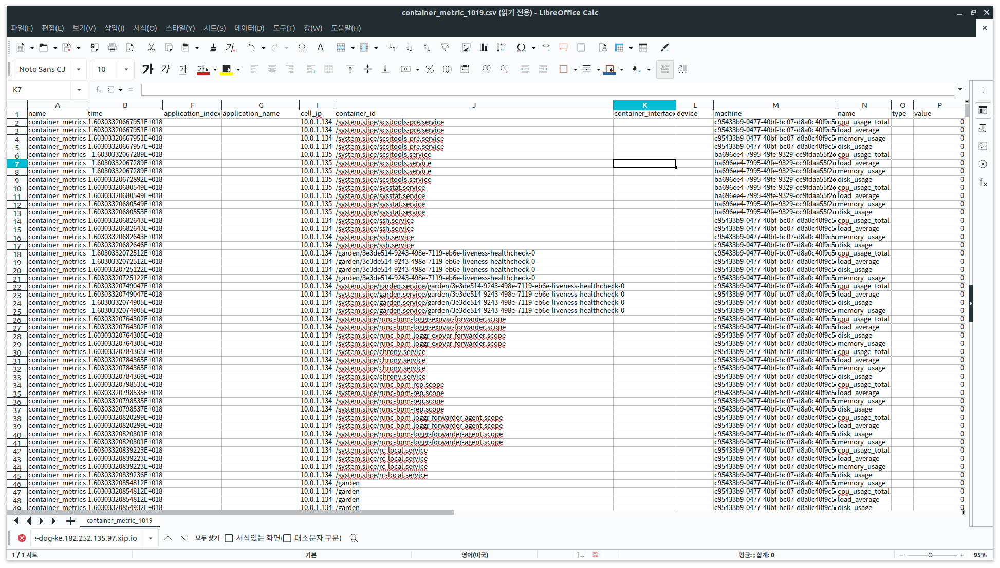 container_metric_1019.csv (읽기 전용) - LibreOffice Calc
파일(F) 편집(E) 보기(V) 삽입(I) 서식(O) 스타일(Y) 시트(S) 데이터(D) 도구(T) 창(W) 도움말(H)
Noto Sans CJ 10
K7
A B F G I J K L M N O P
1 name time application_index application_name cell_ip container_id container_interface device machine name type value
2 container_metrics 1.60303320667951E+018 10.0.1.134 /system.slice/scsitools-pre.service c95433b9-0477-40bf-bc07-d8a0c40f9c5 cpu_usage_total 0
3 container_metrics 1.60303320667951E+018 10.0.1.134 /system.slice/scsitools-pre.service c95433b9-0477-40bf-bc07-d8a0c40f9c5 load_average 0
4 container_metrics 1.60303320667951E+018 10.0.1.134 /system.slice/scsitools-pre.service c95433b9-0477-40bf-bc07-d8a0c40f9c5 memory_usage 0
5 container_metrics 1.60303320667957E+018 10.0.1.134 /system.slice/scsitools-pre.service c95433b9-0477-40bf-bc07-d8a0c40f9c5 disk_usage 0
6 container_metrics 1.6030332067289E+018 10.0.1.135 /system.slice/scsitools.service ba696ee4-7995-49fe-9329-cc9fdaa55f2 cpu_usage_total 0
7 container_metrics 1.6030332067289E+018 10.0.1.135 /system.slice/scsitools.service ba696ee4-7995-49fe-9329-cc9fdaa55f2 load_average 0
8 container_metrics 1.6030332067289E+018 10.0.1.135 /system.slice/scsitools.service ba696ee4-7995-49fe-9329-cc9fdaa55f2 memory_usage 0
9 container_metrics 1.60303320672892E+018 10.0.1.135 /system.slice/scsitools.service ba696ee4-7995-49fe-9329-cc9fdaa55f2 disk_usage 0
10 container_metrics 1.60303320680549E+018 10.0.1.135 /system.slice/sysstat.service ba696ee4-7995-49fe-9329-cc9fdaa55f2 cpu_usage_total 0
11 container_metrics 1.60303320680549E+018 10.0.1.135 /system.slice/sysstat.service ba696ee4-7995-49fe-9329-cc9fdaa55f2 load_average 0
12 container_metrics 1.60303320680549E+018 10.0.1.135 /system.slice/sysstat.service ba696ee4-7995-49fe-9329-cc9fdaa55f2 memory_usage 0
13 container_metrics 1.60303320680553E+018 10.0.1.135 /system.slice/sysstat.service ba696ee4-7995-49fe-9329-cc9fdaa55f2 disk_usage 0
14 container_metrics 1.60303320682643E+018 10.0.1.134 /system.slice/ssh.service c95433b9-0477-40bf-bc07-d8a0c40f9c5 cpu_usage_total 0
15 container_metrics 1.60303320682643E+018 10.0.1.134 /system.slice/ssh.service c95433b9-0477-40bf-bc07-d8a0c40f9c5 load_average 0
16 container_metrics 1.60303320682643E+018 10.0.1.134 /system.slice/ssh.service c95433b9-0477-40bf-bc07-d8a0c40f9c5 memory_usage 0
17 container_metrics 1.60303320682646E+018 10.0.1.134 /system.slice/ssh.service c95433b9-0477-40bf-bc07-d8a0c40f9c5 disk_usage 0
18 container_metrics 1.6030332072512E+018 10.0.1.134 /garden/3e3de514-9243-498e-7119-eb6e-liveness-healthcheck-0 c95433b9-0477-40bf-bc07-d8a0c40f9c5 cpu_usage_total 0
19 container_metrics 1.6030332072512E+018 10.0.1.134 /garden/3e3de514-9243-498e-7119-eb6e-liveness-healthcheck-0 c95433b9-0477-40bf-bc07-d8a0c40f9c5 load_average 0
20 container_metrics 1.60303320725122E+018 10.0.1.134 /garden/3e3de514-9243-498e-7119-eb6e-liveness-healthcheck-0 c95433b9-0477-40bf-bc07-d8a0c40f9c5 disk_usage 0
21 container_metrics 1.60303320725122E+018 10.0.1.134 /garden/3e3de514-9243-498e-7119-eb6e-liveness-healthcheck-0 c95433b9-0477-40bf-bc07-d8a0c40f9c5 memory_usage 0
22 container_metrics 1.60303320749047E+018 10.0.1.134 /system.slice/garden.service/garden/3e3de514-9243-498e-7119-eb6e-liveness-healthcheck-0 c95433b9-0477-40bf-bc07-d8a0c40f9c5 cpu_usage_total 0
23 container_metrics 1.60303320749047E+018 10.0.1.134 /system.slice/garden.service/garden/3e3de514-9243-498e-7119-eb6e-liveness-healthcheck-0 c95433b9-0477-40bf-bc07-d8a0c40f9c5 load_average 0
24 container_metrics 1.6030332074905E+018 10.0.1.134 /system.slice/garden.service/garden/3e3de514-9243-498e-7119-eb6e-liveness-healthcheck-0 c95433b9-0477-40bf-bc07-d8a0c40f9c5 disk_usage 0
25 container_metrics 1.6030332074905E+018 10.0.1.134 /system.slice/garden.service/garden/3e3de514-9243-498e-7119-eb6e-liveness-healthcheck-0 c95433b9-0477-40bf-bc07-d8a0c40f9c5 memory_usage 0
26 container_metrics 1.60303320764302E+018 10.0.1.134 /system.slice/runc-bpm-loggr-expvar-forwarder.scope c95433b9-0477-40bf-bc07-d8a0c40f9c5 cpu_usage_total 0
27 container_metrics 1.60303320764302E+018 10.0.1.134 /system.slice/runc-bpm-loggr-expvar-forwarder.scope c95433b9-0477-40bf-bc07-d8a0c40f9c5 load_average 0
28 container_metrics 1.60303320764305E+018 10.0.1.134 /system.slice/runc-bpm-loggr-expvar-forwarder.scope c95433b9-0477-40bf-bc07-d8a0c40f9c5 disk_usage 0
29 container_metrics 1.60303320764305E+018 10.0.1.134 /system.slice/runc-bpm-loggr-expvar-forwarder.scope c95433b9-0477-40bf-bc07-d8a0c40f9c5 memory_usage 0
30 container_metrics 1.60303320784365E+018 10.0.1.134 /system.slice/chrony.service c95433b9-0477-40bf-bc07-d8a0c40f9c5 cpu_usage_total 0
31 container_metrics 1.60303320784365E+018 10.0.1.134 /system.slice/chrony.service c95433b9-0477-40bf-bc07-d8a0c40f9c5 load_average 0
32 container_metrics 1.60303320784365E+018 10.0.1.134 /system.slice/chrony.service c95433b9-0477-40bf-bc07-d8a0c40f9c5 memory_usage 0
33 container_metrics 1.60303320784369E+018 10.0.1.134 /system.slice/chrony.service c95433b9-0477-40bf-bc07-d8a0c40f9c5 disk_usage 0
34 container_metrics 1.60303320798535E+018 10.0.1.134 /system.slice/runc-bpm-rep.scope c95433b9-0477-40bf-bc07-d8a0c40f9c5 cpu_usage_total 0
35 container_metrics 1.60303320798535E+018 10.0.1.134 /system.slice/runc-bpm-rep.scope c95433b9-0477-40bf-bc07-d8a0c40f9c5 load_average 0
36 container_metrics 1.60303320798535E+018 10.0.1.134 /system.slice/runc-bpm-rep.scope c95433b9-0477-40bf-bc07-d8a0c40f9c5 memory_usage 0
37 container_metrics 1.60303320798537E+018 10.0.1.134 /system.slice/runc-bpm-rep.scope c95433b9-0477-40bf-bc07-d8a0c40f9c5 disk_usage 0
38 container_metrics 1.60303320820299E+018 10.0.1.134 /system.slice/runc-bpm-loggr-forwarder-agent.scope c95433b9-0477-40bf-bc07-d8a0c40f9c5 cpu_usage_total 0
39 container_metrics 1.60303320820299E+018 10.0.1.134 /system.slice/runc-bpm-loggr-forwarder-agent.scope c95433b9-0477-40bf-bc07-d8a0c40f9c5 load_average 0
40 container_metrics 1.60303320820301E+018 10.0.1.134 /system.slice/runc-bpm-loggr-forwarder-agent.scope c95433b9-0477-40bf-bc07-d8a0c40f9c5 disk_usage 0
41 container_metrics 1.60303320820301E+018 10.0.1.134 /system.slice/runc-bpm-loggr-forwarder-agent.scope c95433b9-0477-40bf-bc07-d8a0c40f9c5 memory_usage 0
42 container_metrics 1.60303320839223E+018 10.0.1.134 /system.slice/rc-local.service c95433b9-0477-40bf-bc07-d8a0c40f9c5 cpu_usage_total 0
43 container_metrics 1.60303320839223E+018 10.0.1.134 /system.slice/rc-local.service c95433b9-0477-40bf-bc07-d8a0c40f9c5 load_average 0
44 container_metrics 1.60303320839223E+018 10.0.1.134 /system.slice/rc-local.service c95433b9-0477-40bf-bc07-d8a0c40f9c5 memory_usage 0
45 container_metrics 1.60303320839236E+018 10.0.1.134 /system.slice/rc-local.service c95433b9-0477-40bf-bc07-d8a0c40f9c5 disk_usage 0
46 container_metrics 1.60303320854812E+018 10.0.1.134 /garden c95433b9-0477-40bf-bc07-d8a0c40f9c5 memory_usage 0
47 container_metrics 1.60303320854812E+018 10.0.1.134 /garden c95433b9-0477-40bf-bc07-d8a0c40f9c5 cpu_usage_total 0
48 container_metrics 1.60303320854812E+018 10.0.1.134 /garden c95433b9-0477-40bf-bc07-d8a0c40f9c5 load_average 0
49 container_metrics 1.60303320854932E+018 10.0.1.134 /garden c95433b9-0477-40bf-bc07-d8a0c40f9c5 disk_usage 0
container_metric_1019
-dog-ke.182.252.135.97.xip.io 모두 찾기 서식있는 화면( 대소문자 구분(
1 / 1 시트 기본 영어(미국) 평균: ; 합계: 0 95%